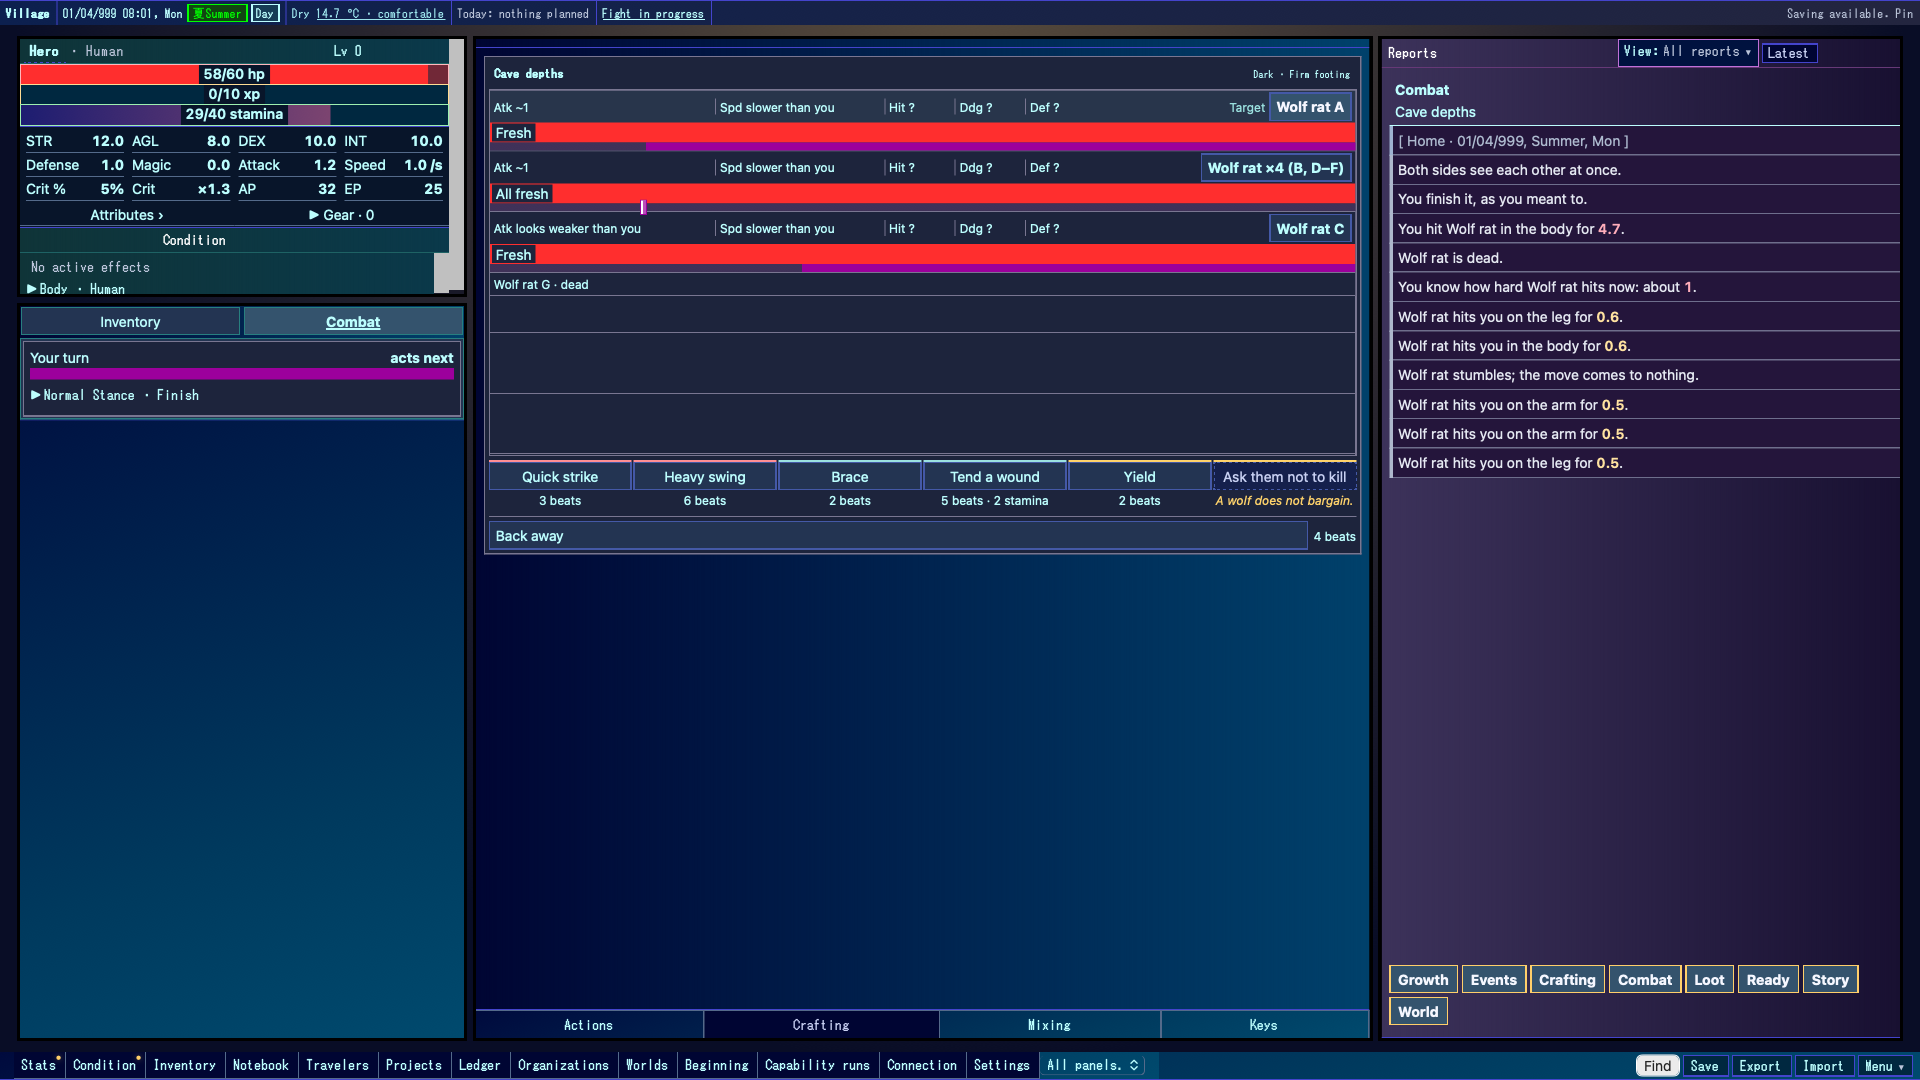 Village 01/04/999 08:01, Mon 夏Summer Day Dry 14.7 °C · comfortable Today: nothing planned Fight in progress Saving available. Pin
Hero · Human Lv 0
58/60 hp
0/10 xp
29/40 stamina
STR 12.0 AGL 8.0 DEX 10.0 INT 10.0
Defense 1.0 Magic 0.0 Attack 1.2 Speed 1.0 /s
Crit % 5% Crit ×1.3 AP 32 EP 25
Attributes › ▶ Gear · 0
Condition
No active effects
▶ Body · Human
Inventory Combat
Your turn acts next
▶ Normal Stance · Finish
Cave depths Dark · Firm footing
Atk ~1 Spd slower than you Hit ? Ddg ? Def ? Target Wolf rat A
Fresh
Atk ~1 Spd slower than you Hit ? Ddg ? Def ? Wolf rat ×4 (B, D–F)
All fresh
Atk looks weaker than you Spd slower than you Hit ? Ddg ? Def ? Wolf rat C
Fresh
Wolf rat G · dead
Quick strike Heavy swing Brace Tend a wound Yield Ask them not to kill
3 beats 6 beats 2 beats 5 beats · 2 stamina 2 beats A wolf does not bargain.
Back away 4 beats
Actions Crafting Mixing Keys
Reports View: All reports ▾ Latest
Combat
Cave depths
[ Home · 01/04/999, Summer, Mon ]
Both sides see each other at once.
You finish it, as you meant to.
You hit Wolf rat in the body for 4.7.
Wolf rat is dead.
You know how hard Wolf rat hits now: about 1.
Wolf rat hits you on the leg for 0.6.
Wolf rat hits you in the body for 0.6.
Wolf rat stumbles; the move comes to nothing.
Wolf rat hits you on the arm for 0.5.
Wolf rat hits you on the arm for 0.5.
Wolf rat hits you on the leg for 0.5.
Growth Events Crafting Combat Loot Ready Story
World
Stats Condition Inventory Notebook Travelers Projects Ledger Organizations Worlds Beginning Capability runs Connection Settings All panels. Find Save Export Import Menu ▾